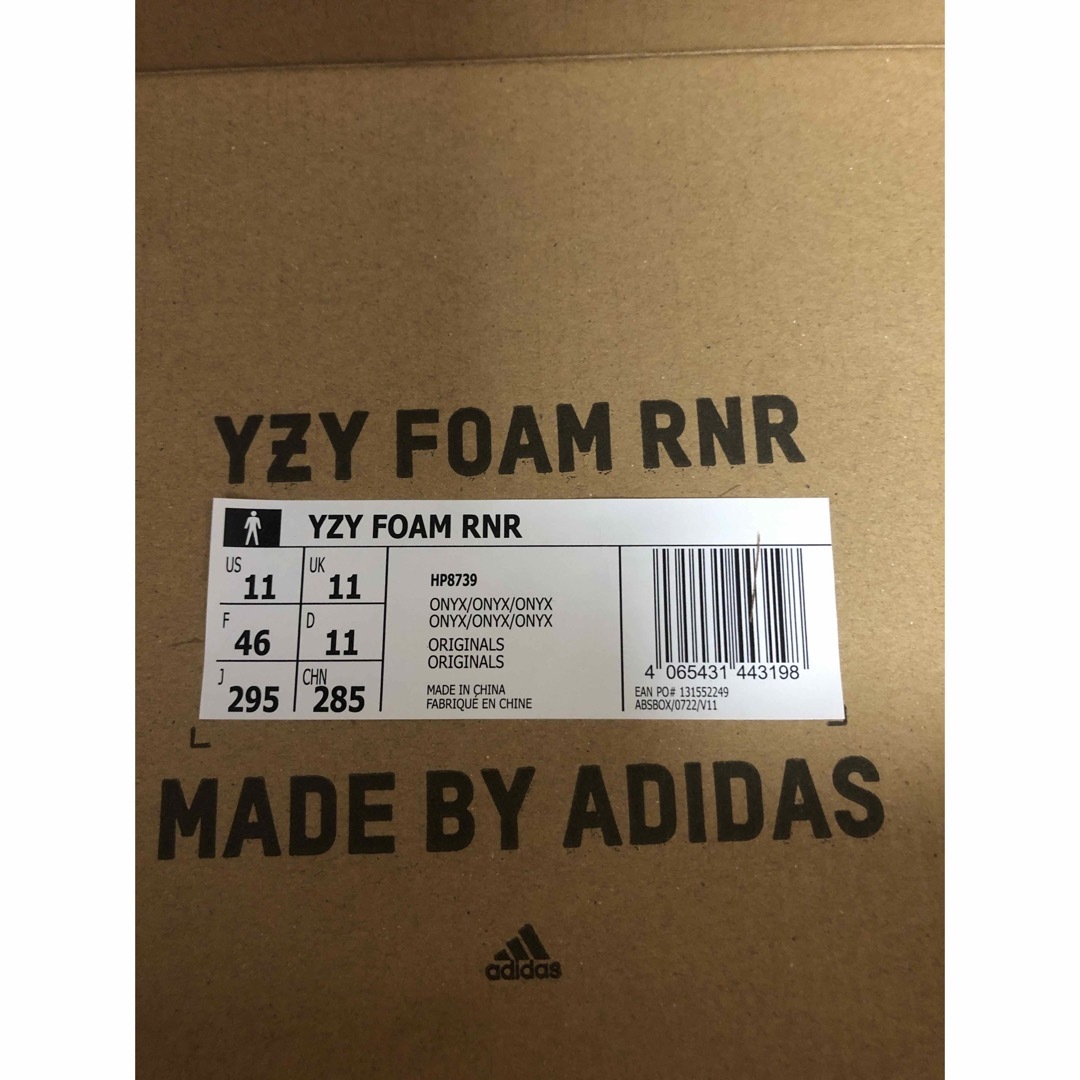 YZY FOAM RNR
YZY FOAM RNR
US 11 UK 11
F 46 D 11
J 295 CHN 285
HP8739
ONYX/ONYX/ONYX
ONYX/ONYX/ONYX
ORIGINALS
ORIGINALS
MADE IN CHINA
FABRIQUÉ EN CHINE
4 065431 443198
EAN PO# 131552249
ABSBOX/0722/V11
MADE BY ADIDAS
adidas